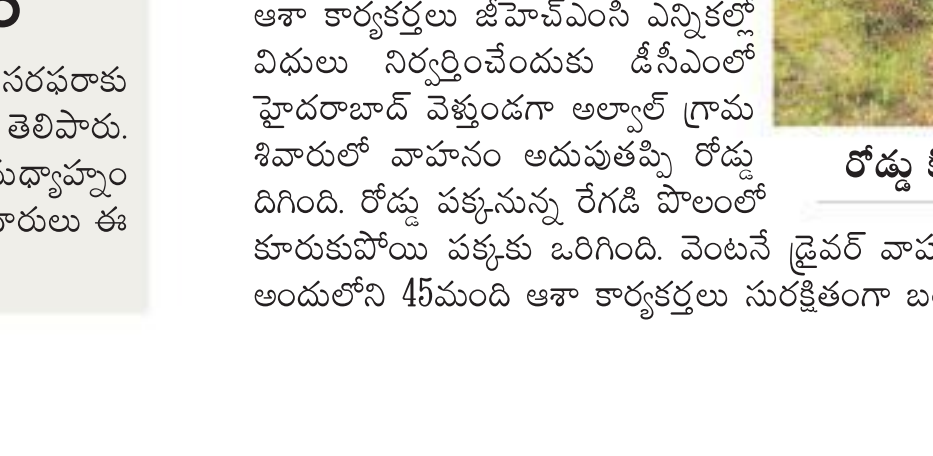 సరఫరాకు
తెలిపారు.
ఆశా కార్యకర్తలు జీహెచ్ఎంసీ ఎన్నికల్లో
విధులు నిర్వర్తించేందుకు డీసీఎంలో
హైదరాబాద్ వెళ్తుండగా అల్వాల్ గ్రామ
శివారులో వాహనం అదుపుతప్పి రోడ్డు
దిగింది. రోడ్డు పక్కనున్న రేగడి పొలంలో
కూరుకుపోయి పక్కకు ఒరిగింది. వెంటనే డ్రైవర్
అందులోని 45మంది ఆశా కార్యకర్తలు సురక్షితంగా
ఈ
రోడ్డు